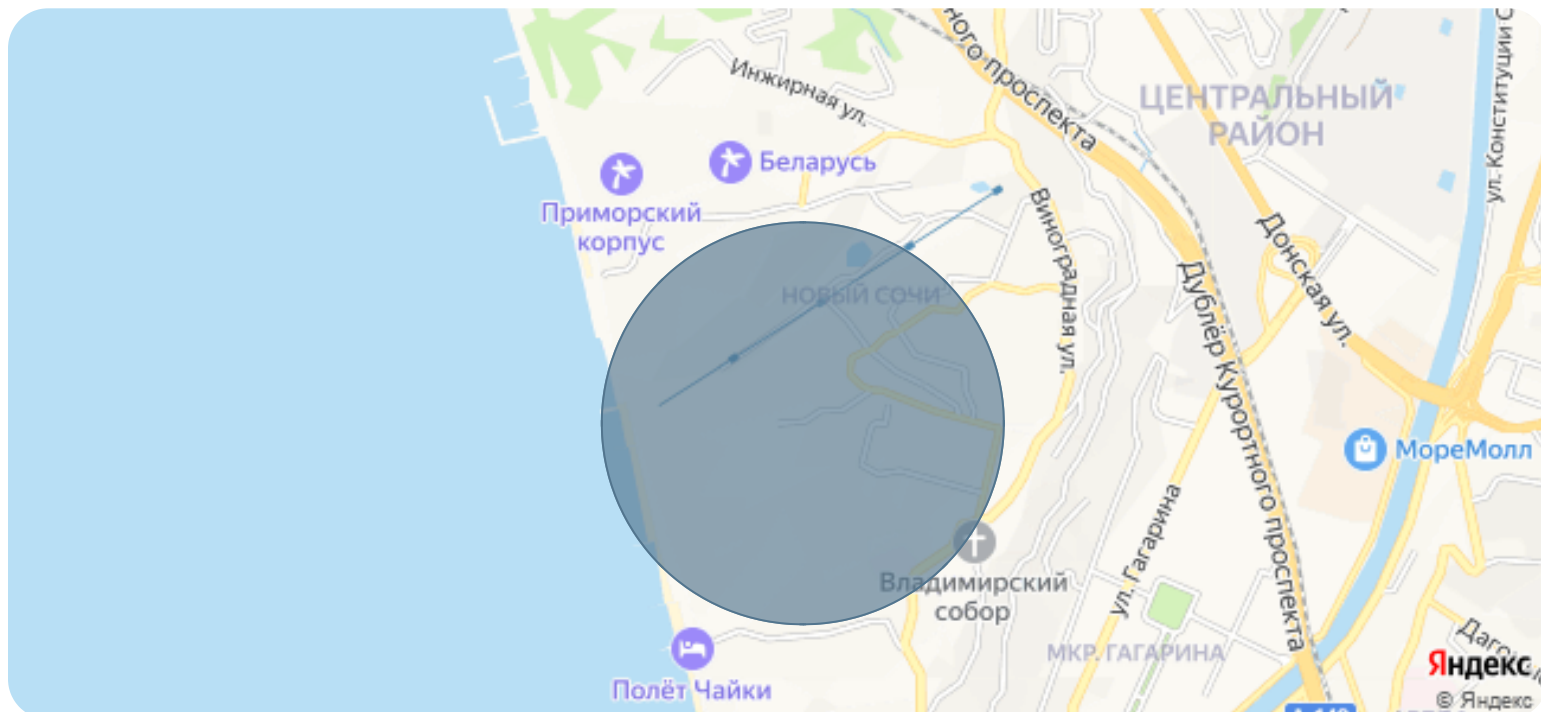 Инжирная ул.
ного проспекта
ЦЕНТРАЛЬНЫЙ
РАЙОН
ул. Конституции С
Беларусь
Приморский
корпус
Виноградная ул.
Донская ул.
НОВЫЙ СОЧИ
Дублёр Курортного проспекта
МореМолл
ул. Гагарина
Владимирский
собор
МКР. ГАГАРИНА
Полёт Чайки
Яндекс
© Яндекс